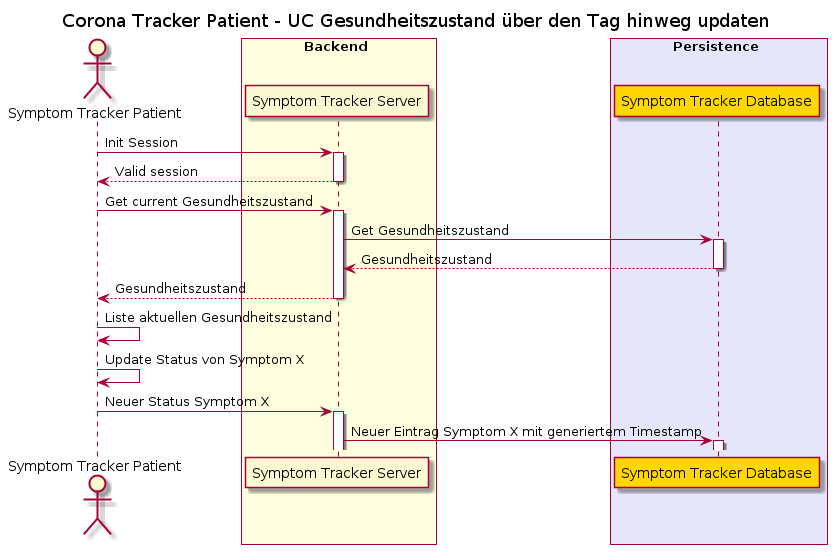 Corona Tracker Patient - UC Gesundheitszustand über den Tag hinweg updaten
Backend
Persistence
Symptom Tracker Patient
Symptom Tracker Server
Symptom Tracker Database
Init Session
Valid session
Get current Gesundheitszustand
Get Gesundheitszustand
Gesundheitszustand
Gesundheitszustand
Liste aktuellen Gesundheitszustand
Update Status von Symptom X
Neuer Status Symptom X
Neuer Eintrag Symptom X mit generiertem Timestamp
Symptom Tracker Patient
Symptom Tracker Server
Symptom Tracker Database